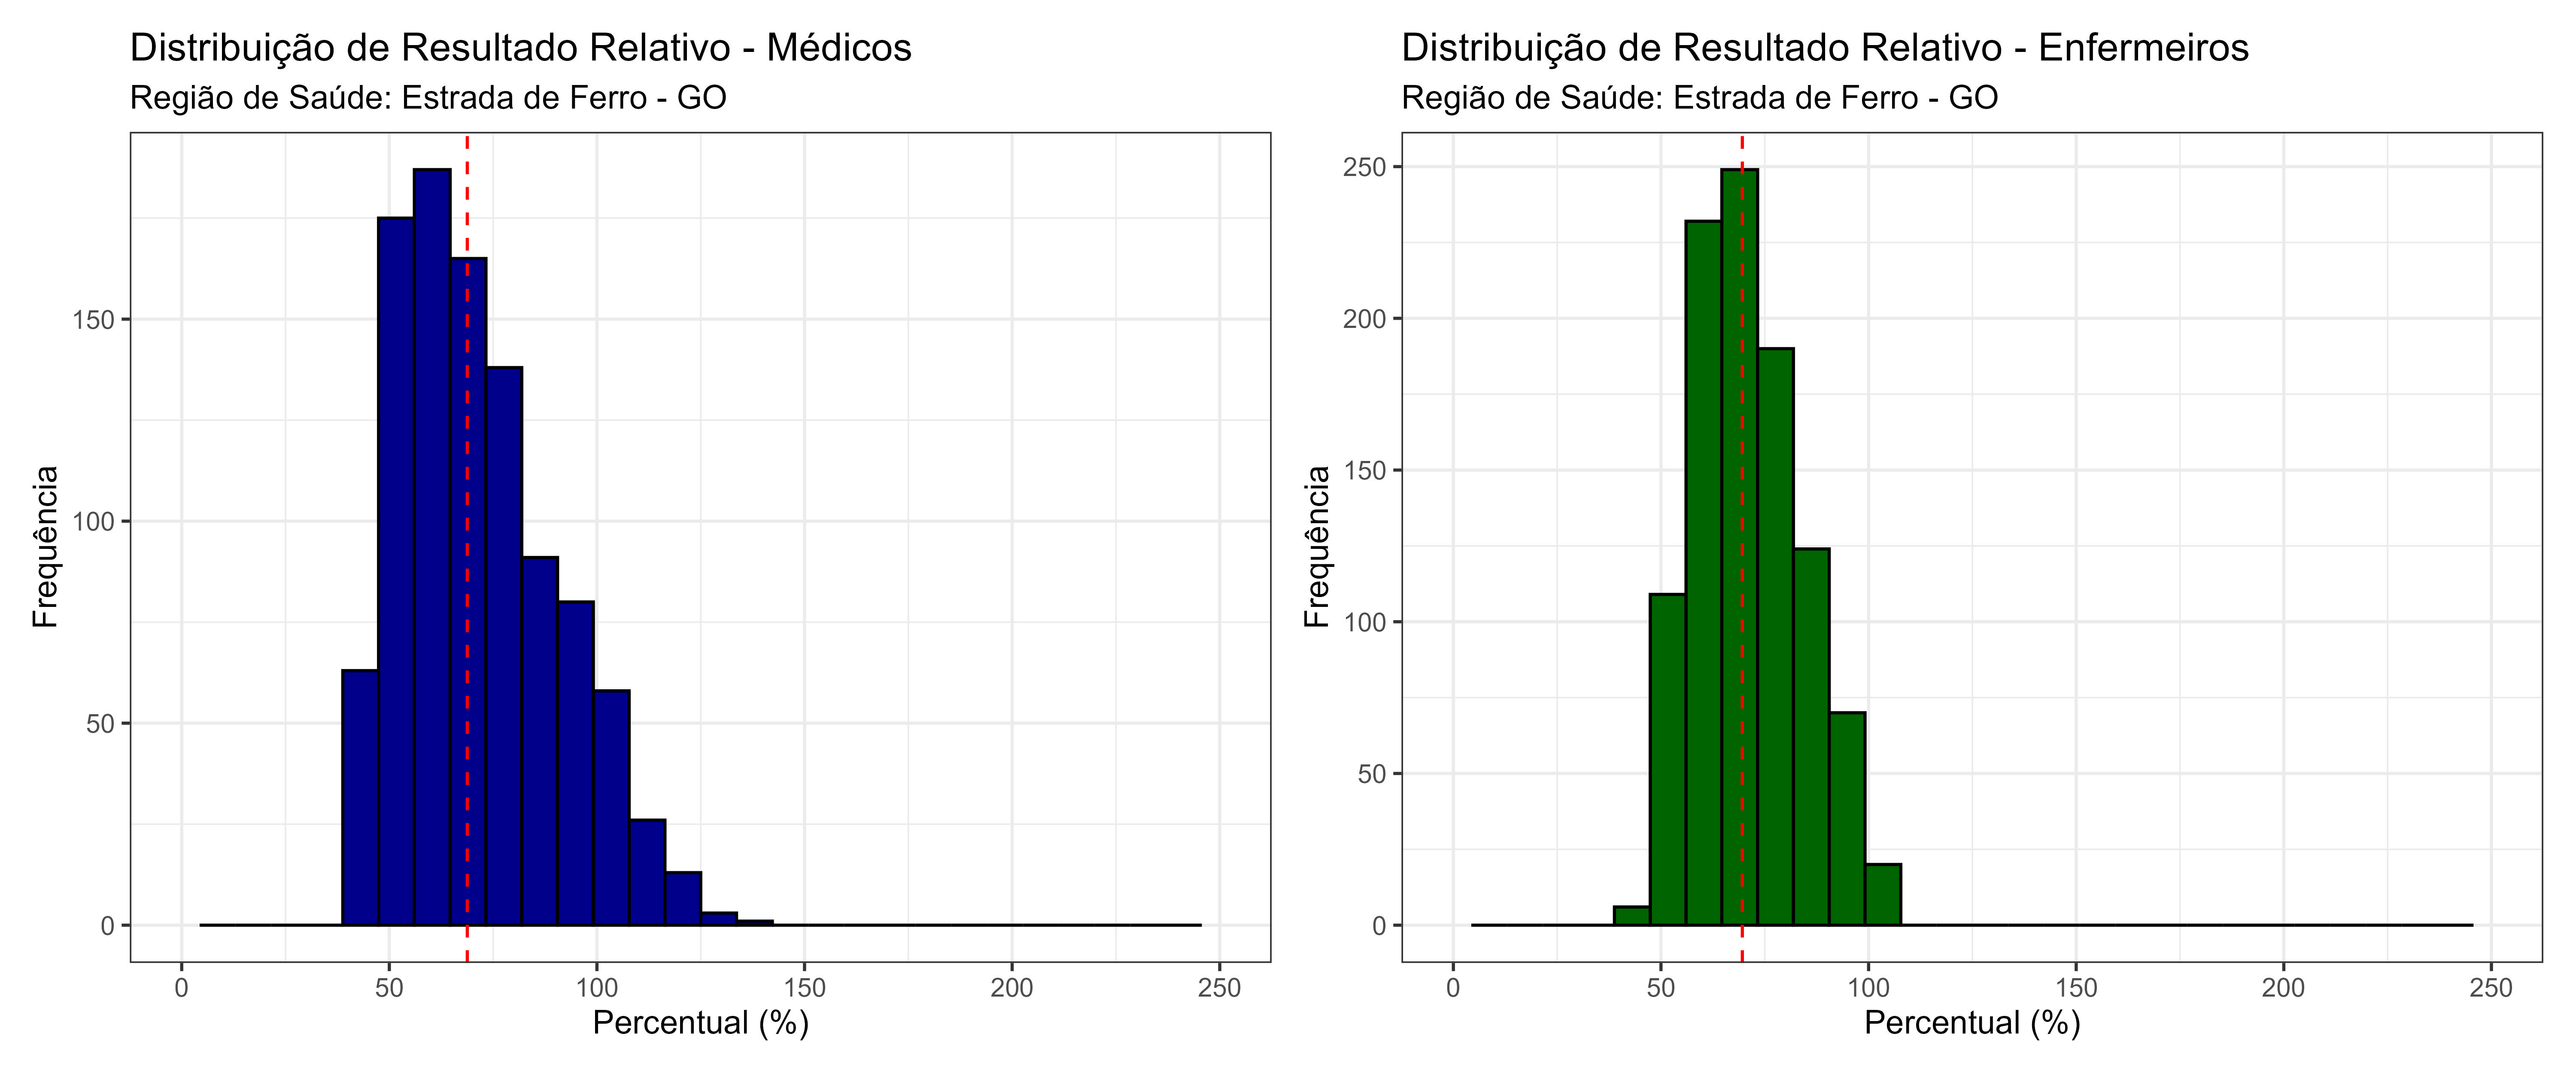 Distribuição de Resultado Relativo - Médicos
Região de Saúde: Estrada de Ferro - GO
Frequência
150
100
50
0
0 50 100 150 200 250
Percentual (%)
Distribuição de Resultado Relativo - Enfermeiros
Região de Saúde: Estrada de Ferro - GO
Frequência
250
200
150
100
50
0
0 50 100 150 200 250
Percentual (%)